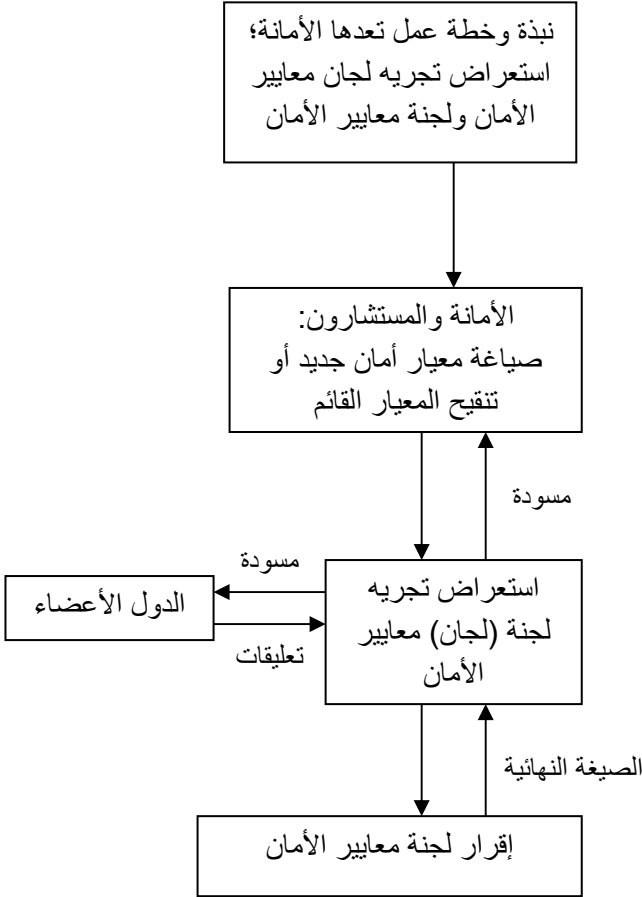 نبذة وخطة عمل تعدها الأمانة؛
استعراض تجريه لجان معايير
الأمان ولجنة معايير الأمان
الأمانة والمستشارون:
صياغة معيار أمان جديد أو
تنقيح المعيار القائم
مسودة
استعراض تجريه
لجنة (لجان) معايير
الأمان
مسودة
الدول الأعضاء
تعليقات
الصيغة النهائية
إقرار لجنة معايير الأمان